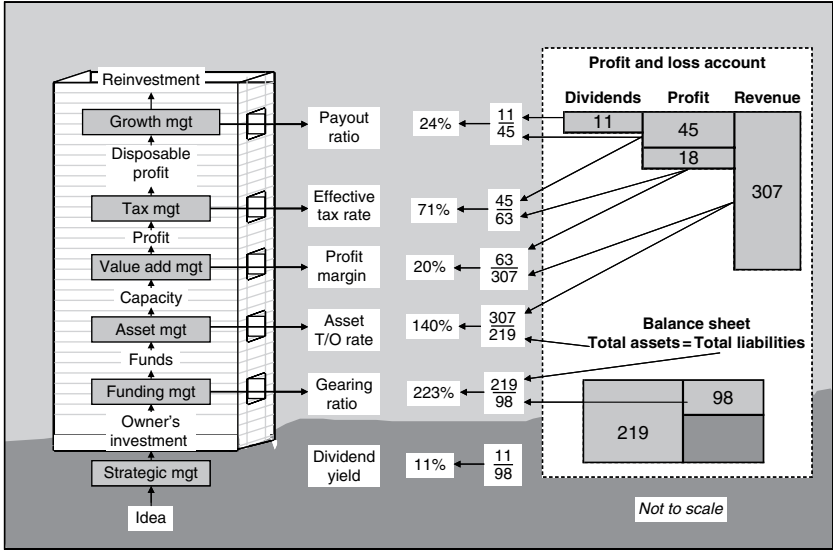 Reinvestment
Growth mgt
Disposable
profit
Tax mgt
Profit
Value add mgt
Capacity
Asset mgt
Funds
Funding mgt
Owner's
investment
Strategic mgt
Idea
Payout
ratio
24%
11
45
Effective
tax rate
71%
45
63
Profit
margin
20%
63
307
Asset
T/O rate
140%
307
219
Gearing
ratio
223%
219
98
Dividend
yield
11%
11
98
Profit and loss account
Dividends Profit Revenue
11
45
18
307
Balance sheet
Total assets = Total liabilities
98
219
Not to scale